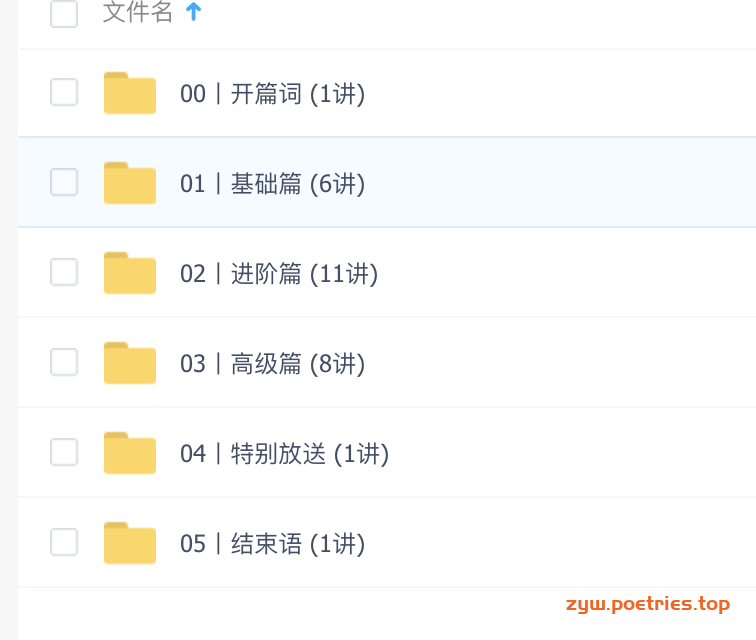 文件名
00丨开篇词 (1讲)
01丨基础篇 (6讲)
02丨进阶篇 (11讲)
03丨高级篇 (8讲)
04丨特别放送 (1讲)
05丨结束语 (1讲)
zyw.poetries.top